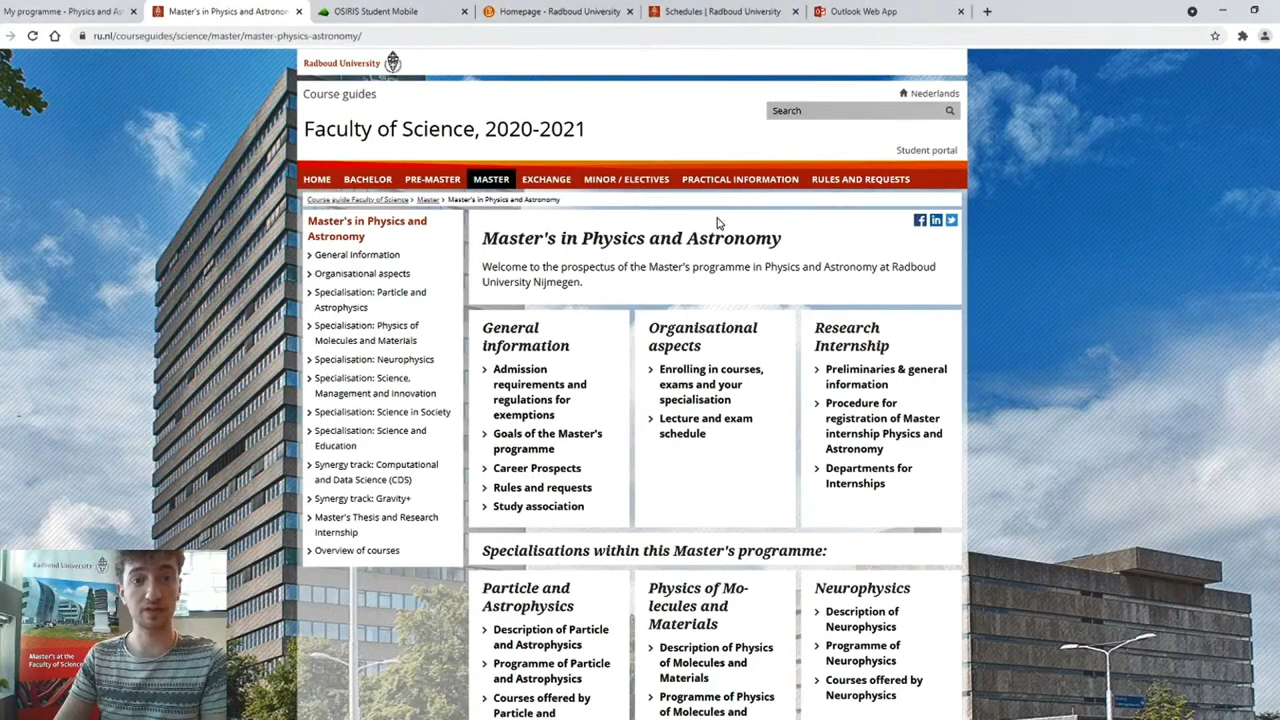 My programme - Physics and As
Master's in Physics and Astronom
OSIRIS Student Mobile
Homepage - Radboud University
Schedules | Radboud University
Outlook Web App
ru.nl/courseguides/science/master/master-physics-astronomy/
Radboud University
Course guides
Nederlands
Search
Faculty of Science, 2020-2021
Student portal
HOME BACHELOR PRE-MASTER MASTER EXCHANGE MINOR / ELECTIVES PRACTICAL INFORMATION RULES AND REQUESTS
Course guide Faculty of Science > Master > Master's in Physics and Astronomy
Master's in Physics and
Astronomy
General Information
Organisational aspects
Specialisation: Particle and
Astrophysics
Specialisation: Physics of
Molecules and Materials
Specialisation: Neurophysics
Specialisation: Science,
Management and Innovation
Specialisation: Science in Society
Specialisation: Science and
Education
Synergy track: Computational
and Data Science (CDS)
Synergy track: Gravity+
Master's Thesis and Research
Internship
Overview of courses
Master's in Physics and Astronomy
Welcome to the prospectus of the Master's programme in Physics and Astronomy at Radboud
University Nijmegen.
General
information
Admission
requirements and
regulations for
exemptions
Goals of the Master's
programme
Career Prospects
Rules and requests
Study association
Organisational
aspects
Enrolling in courses,
exams and your
specialisation
Lecture and exam
schedule
Research
Internship
Preliminaries & general
information
Procedure for
registration of Master
internship Physics and
Astronomy
Departments for
Internships
Specialisations within this Master's programme:
Particle and
Astrophysics
Description of Particle
and Astrophysics
Programme of Particle
and Astrophysics
Courses offered by
Particle and
Physics of Mo-
lecules and
Materials
Description of Physics
of Molecules and
Materials
Programme of Physics
of Molecules and
Neurophysics
Description of
Neurophysics
Programme of
Neurophysics
Courses offered by
Neurophysics
Radboud University
Master's at the
Faculty of Science